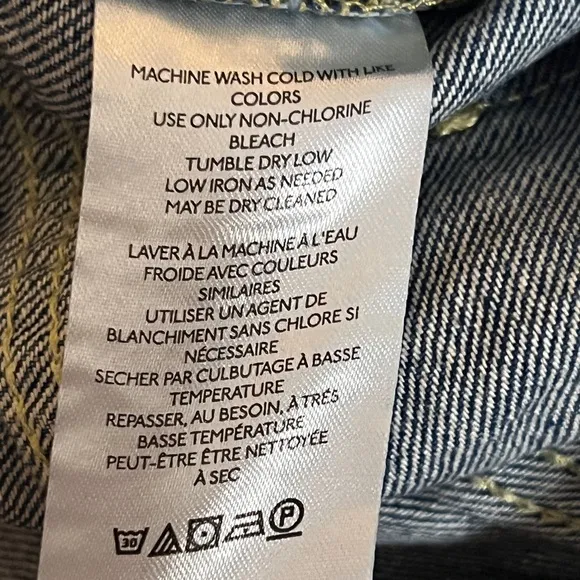 MACHINE WASH COLD WITH LIKE
COLORS
USE ONLY NON-CHLORINE
BLEACH
TUMBLE DRY LOW
LOW IRON AS NEEDED
MAY BE DRY CLEANED
LAVER À LA MACHINE À L'EAU
FROIDE AVEC COULEURS
SIMILAIRES
UTILISER UN AGENT DE
BLANCHIMENT SANS CHLORE SI
NÉCESSAIRE
SECHER PAR CULBUTAGE À BASSE
TEMPERATURE
REPASSER, AU BESOIN, À TRÉS
BASSE TEMPÉRATURE
PEUT-ÊTRE ÊTRE NETTOYÉE
À SEC
30 P